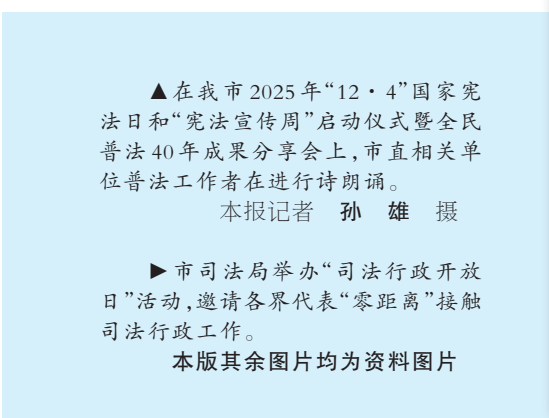 ▲在我市2025年“12·4”国家宪
法日和“宪法宣传周”启动仪式暨全民
普法40年成果分享会上,市直相关单
位普法工作者在进行诗朗诵。
本报记者 孙 雄 摄
▶市司法局举办“司法行政开放
日”活动,邀请各界代表“零距离”接触
司法行政工作。
本版其余图片均为资料图片